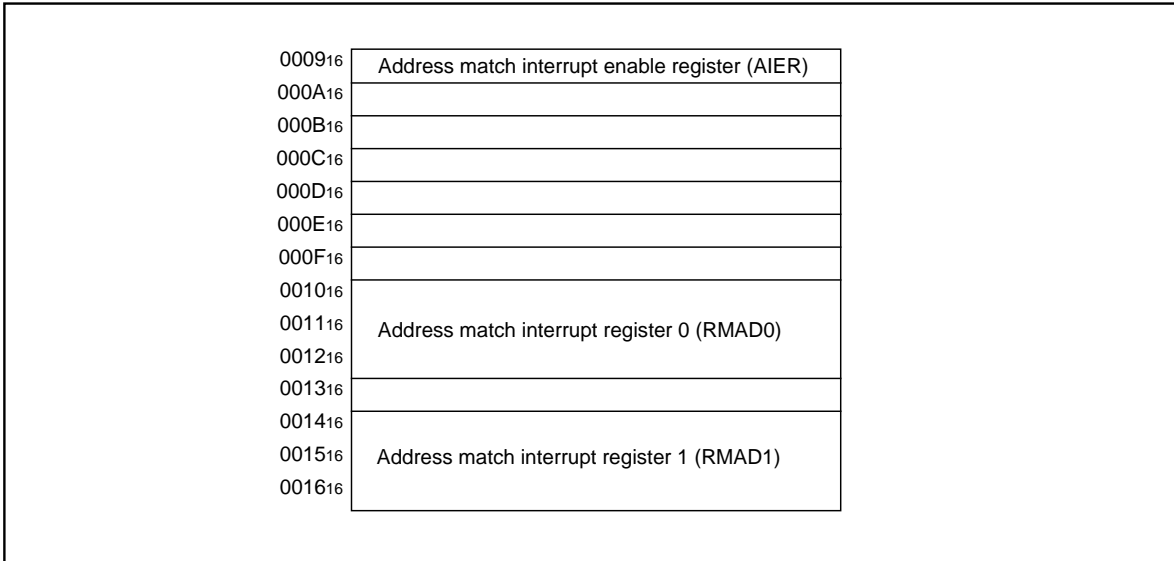 000916 Address match interrupt enable register (AIER)
000A16
000B16
000C16
000D16
000E16
000F16
001016
001116 Address match interrupt register 0 (RMAD0)
001216
001316
001416
001516 Address match interrupt register 1 (RMAD1)
001616